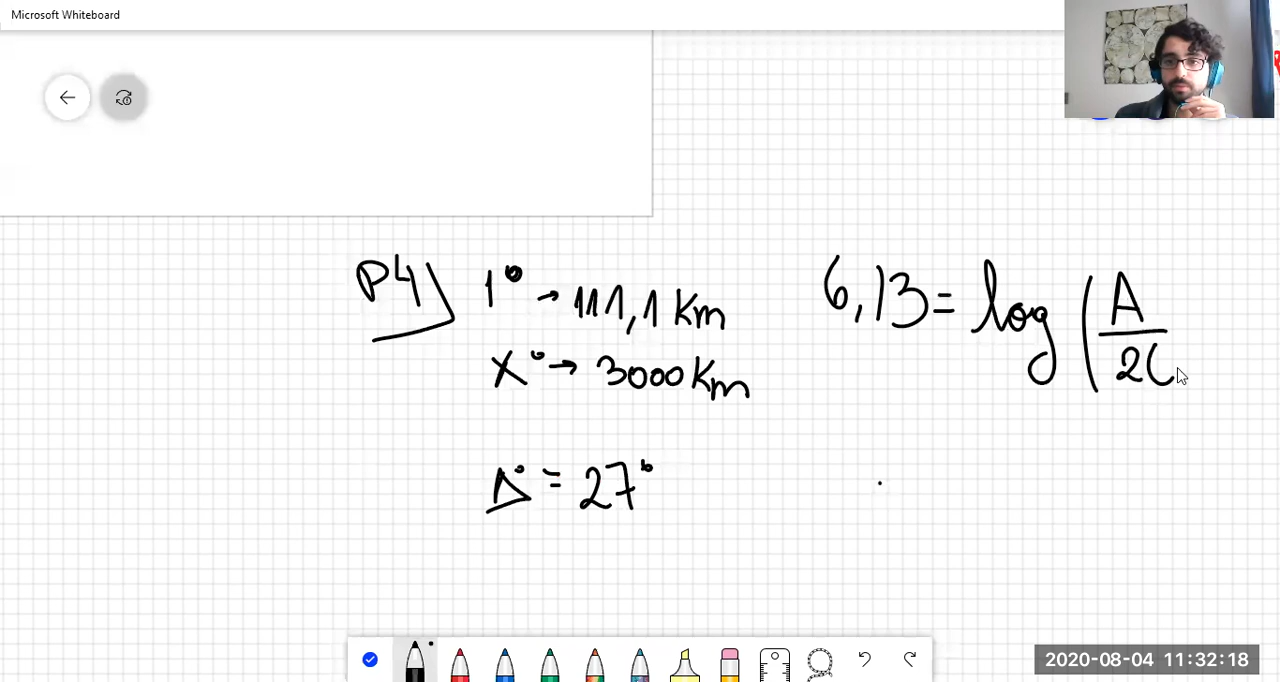 Microsoft Whiteboard
P4)
1° → 111,1 Km
X° → 3000 Km
Δ° = 27°
6,13 = log (A/2
2020-08-04 11:32:18